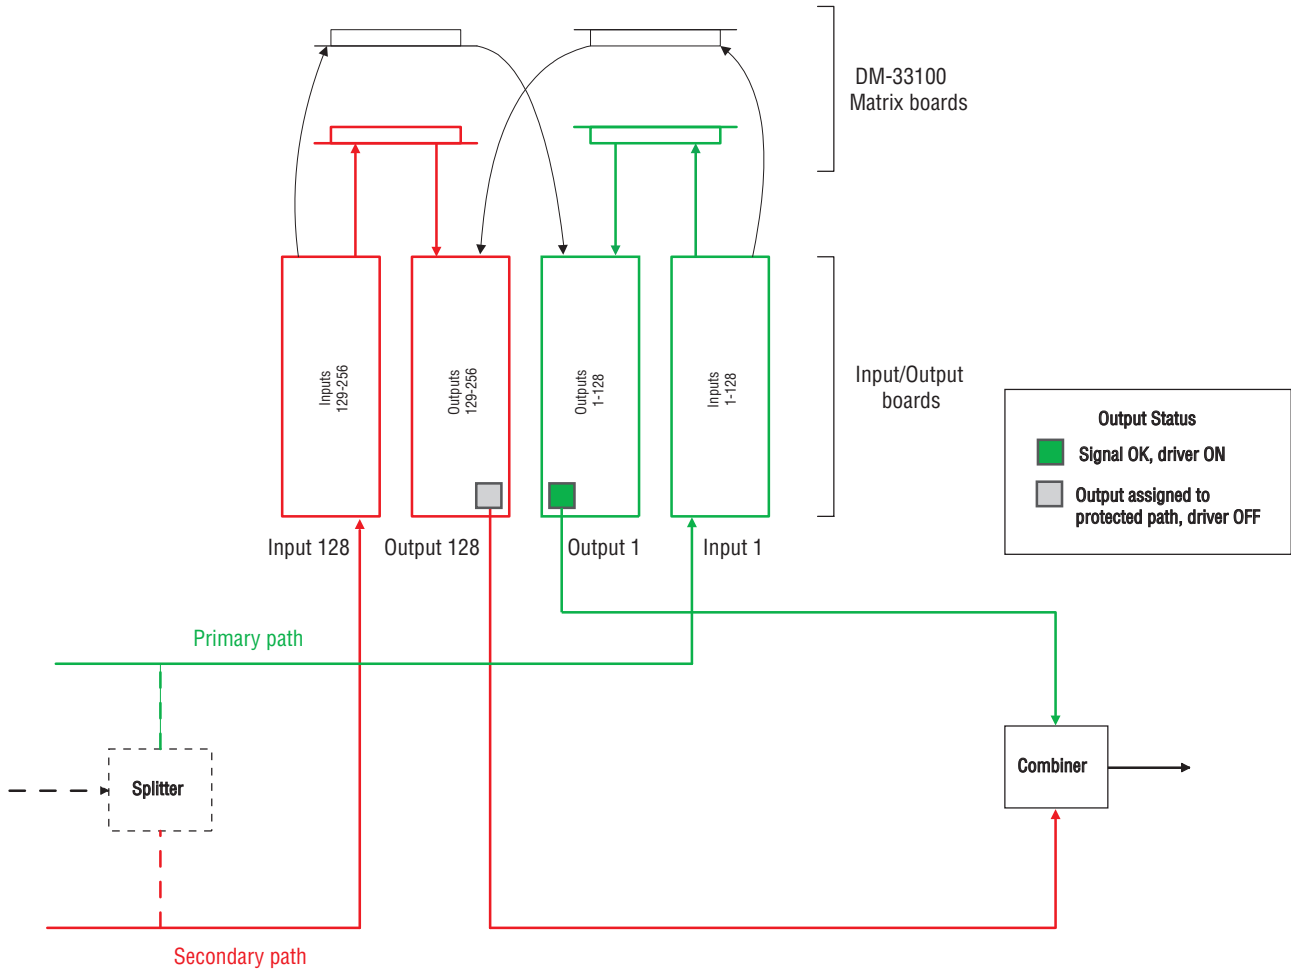 DM-33100
Matrix boards
Inputs
129-256
Outputs
129-256
Outputs
1-128
Inputs
1-128
Input/Output
boards
Output Status
Signal OK, driver ON
Output assigned to
protected path, driver OFF
Input 128
Output 128
Output 1
Input 1
Primary path
Splitter
Combiner
Secondary path